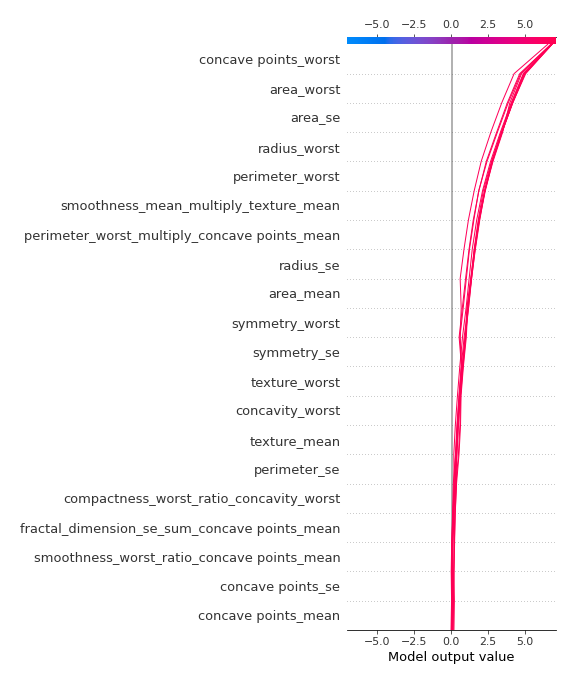 −5.0 −2.5 0.0 2.5 5.0
concave points_worst
area_worst
area_se
radius_worst
perimeter_worst
smoothness_mean_multiply_texture_mean
perimeter_worst_multiply_concave points_mean
radius_se
area_mean
symmetry_worst
symmetry_se
texture_worst
concavity_worst
texture_mean
perimeter_se
compactness_worst_ratio_concavity_worst
fractal_dimension_se_sum_concave points_mean
smoothness_worst_ratio_concave points_mean
concave points_se
concave points_mean
−5.0 −2.5 0.0 2.5 5.0
Model output value